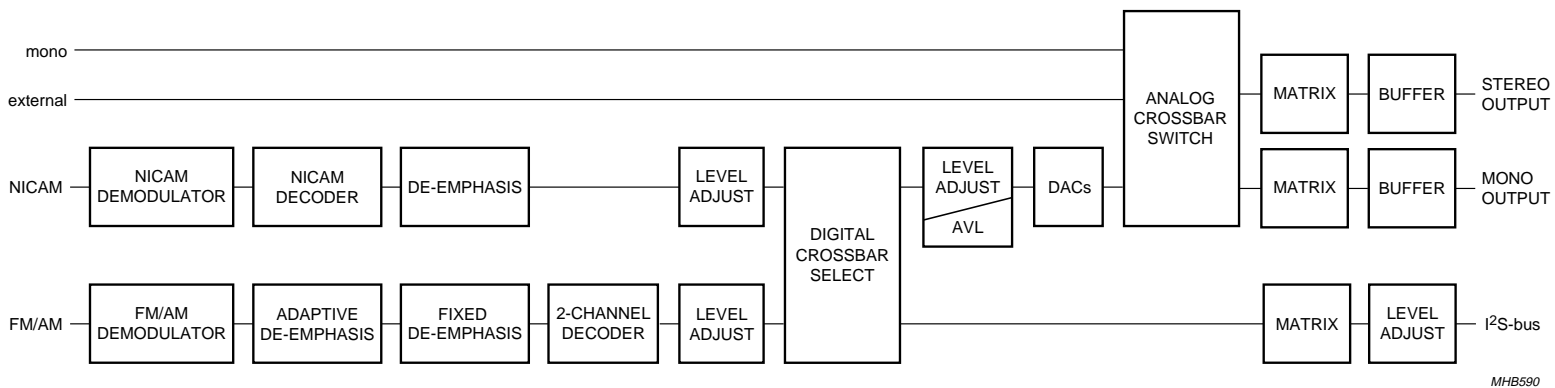 mono
external
ANALOG
CROSSBAR
SWITCH
MATRIX
BUFFER
STEREO
OUTPUT
NICAM
NICAM
DEMODULATOR
NICAM
DECODER
DE-EMPHASIS
LEVEL
ADJUST
DIGITAL
CROSSBAR
SELECT
LEVEL
ADJUST
AVL
DACs
MATRIX
BUFFER
MONO
OUTPUT
FM/AM
FM/AM
DEMODULATOR
ADAPTIVE
DE-EMPHASIS
FIXED
DE-EMPHASIS
2-CHANNEL
DECODER
LEVEL
ADJUST
MATRIX
LEVEL
ADJUST
I²S-bus
MHB590